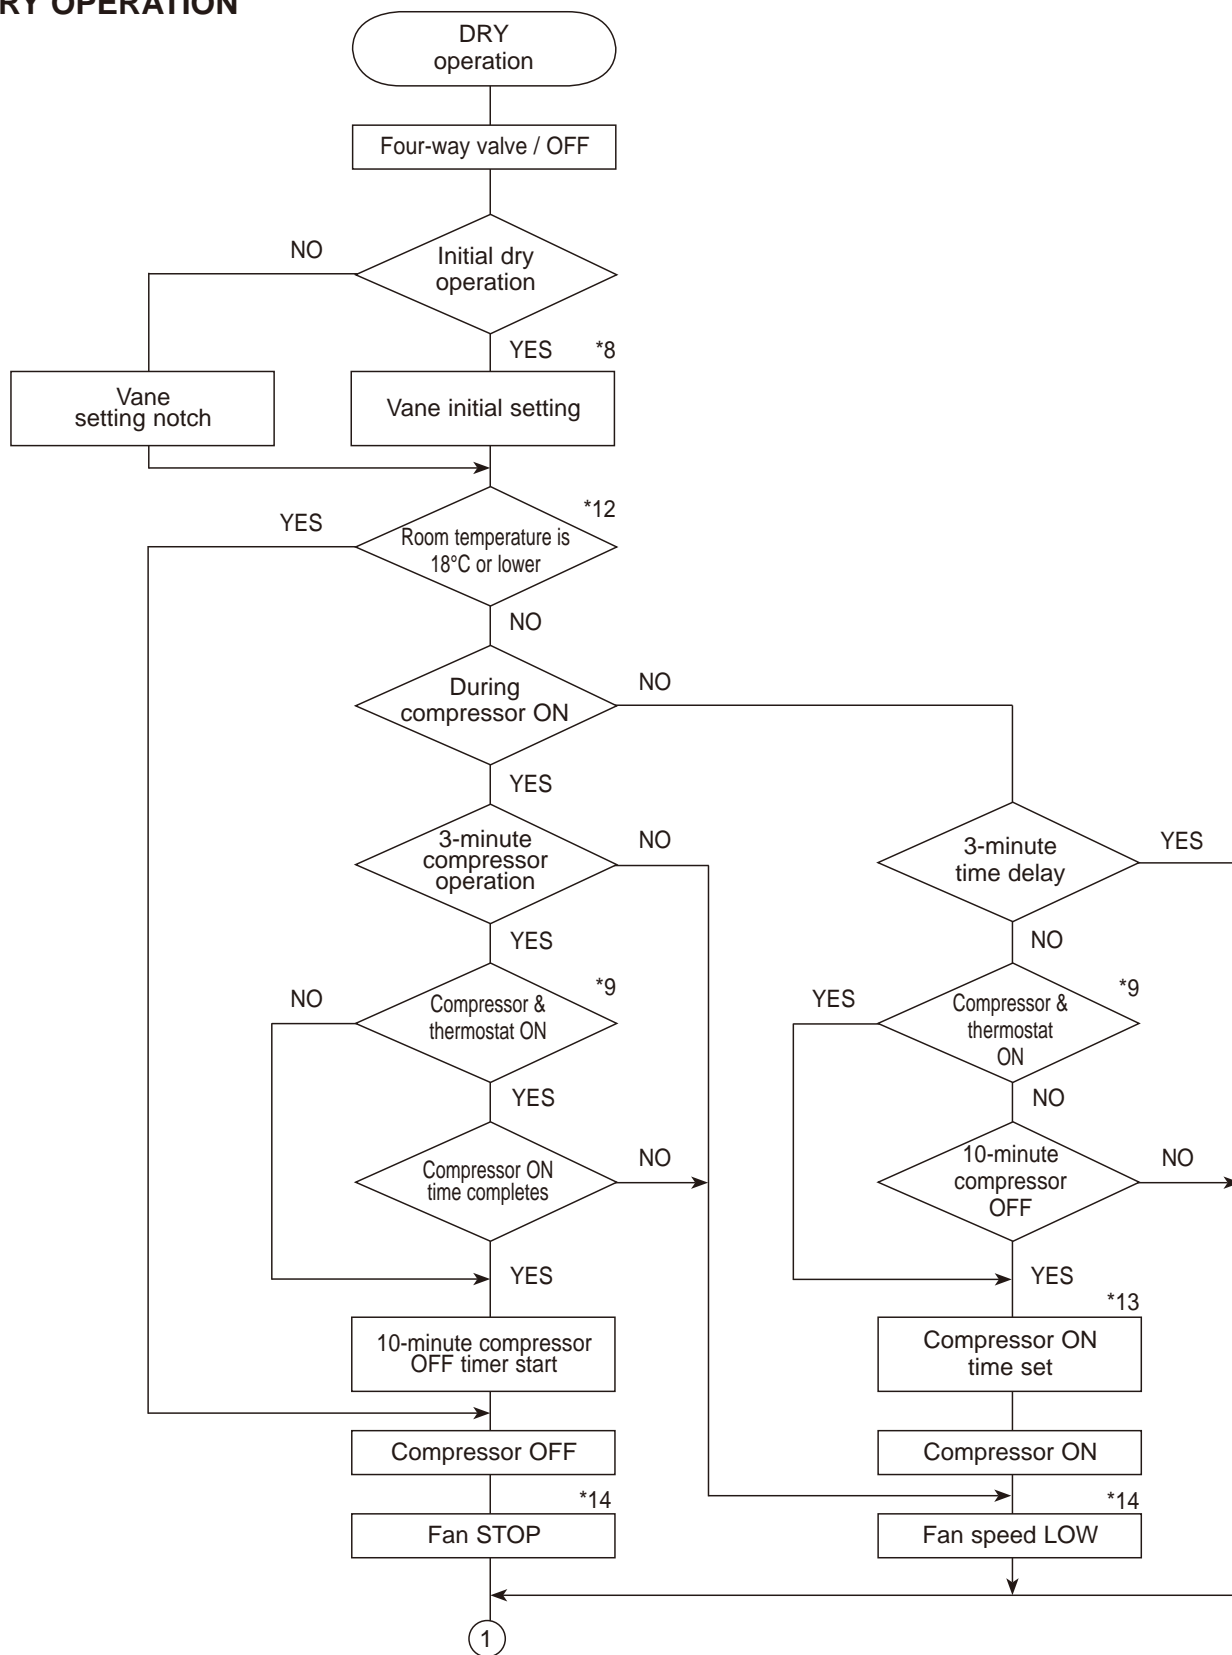 RY OPERATION
DRY
operation
Four-way valve / OFF
NO
Initial dry
operation
YES *8
Vane
setting notch
Vane initial setting
YES
*12
Room temperature is
18°C or lower
NO
During
compressor ON
NO
YES
3-minute
compressor
operation
NO
3-minute
time delay
YES
YES
NO
NO
Compressor &
thermostat ON
*9
YES
Compressor &
thermostat
ON
*9
YES
NO
Compressor ON
time completes
NO
10-minute
compressor
OFF
NO
YES
YES
*13
10-minute compressor
OFF timer start
Compressor ON
time set
Compressor OFF
Compressor ON
*14
*14
Fan STOP
Fan speed LOW
1